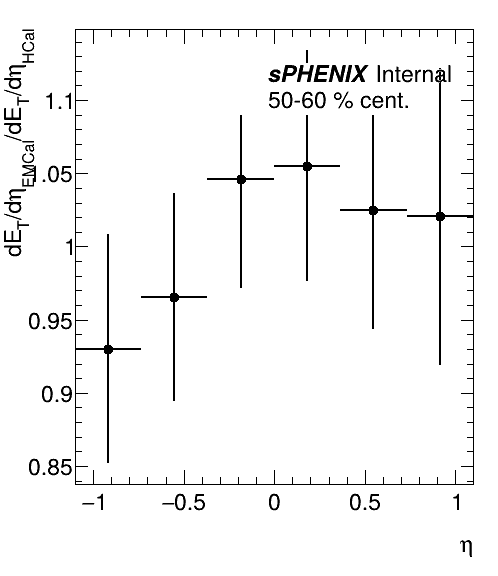 dE_T/dη_EMCal/dE_T/dη_HCal
sPHENIX Internal
50-60 % cent.
1.1
1.05
1
0.95
0.9
0.85
−1 −0.5 0 0.5 1
η